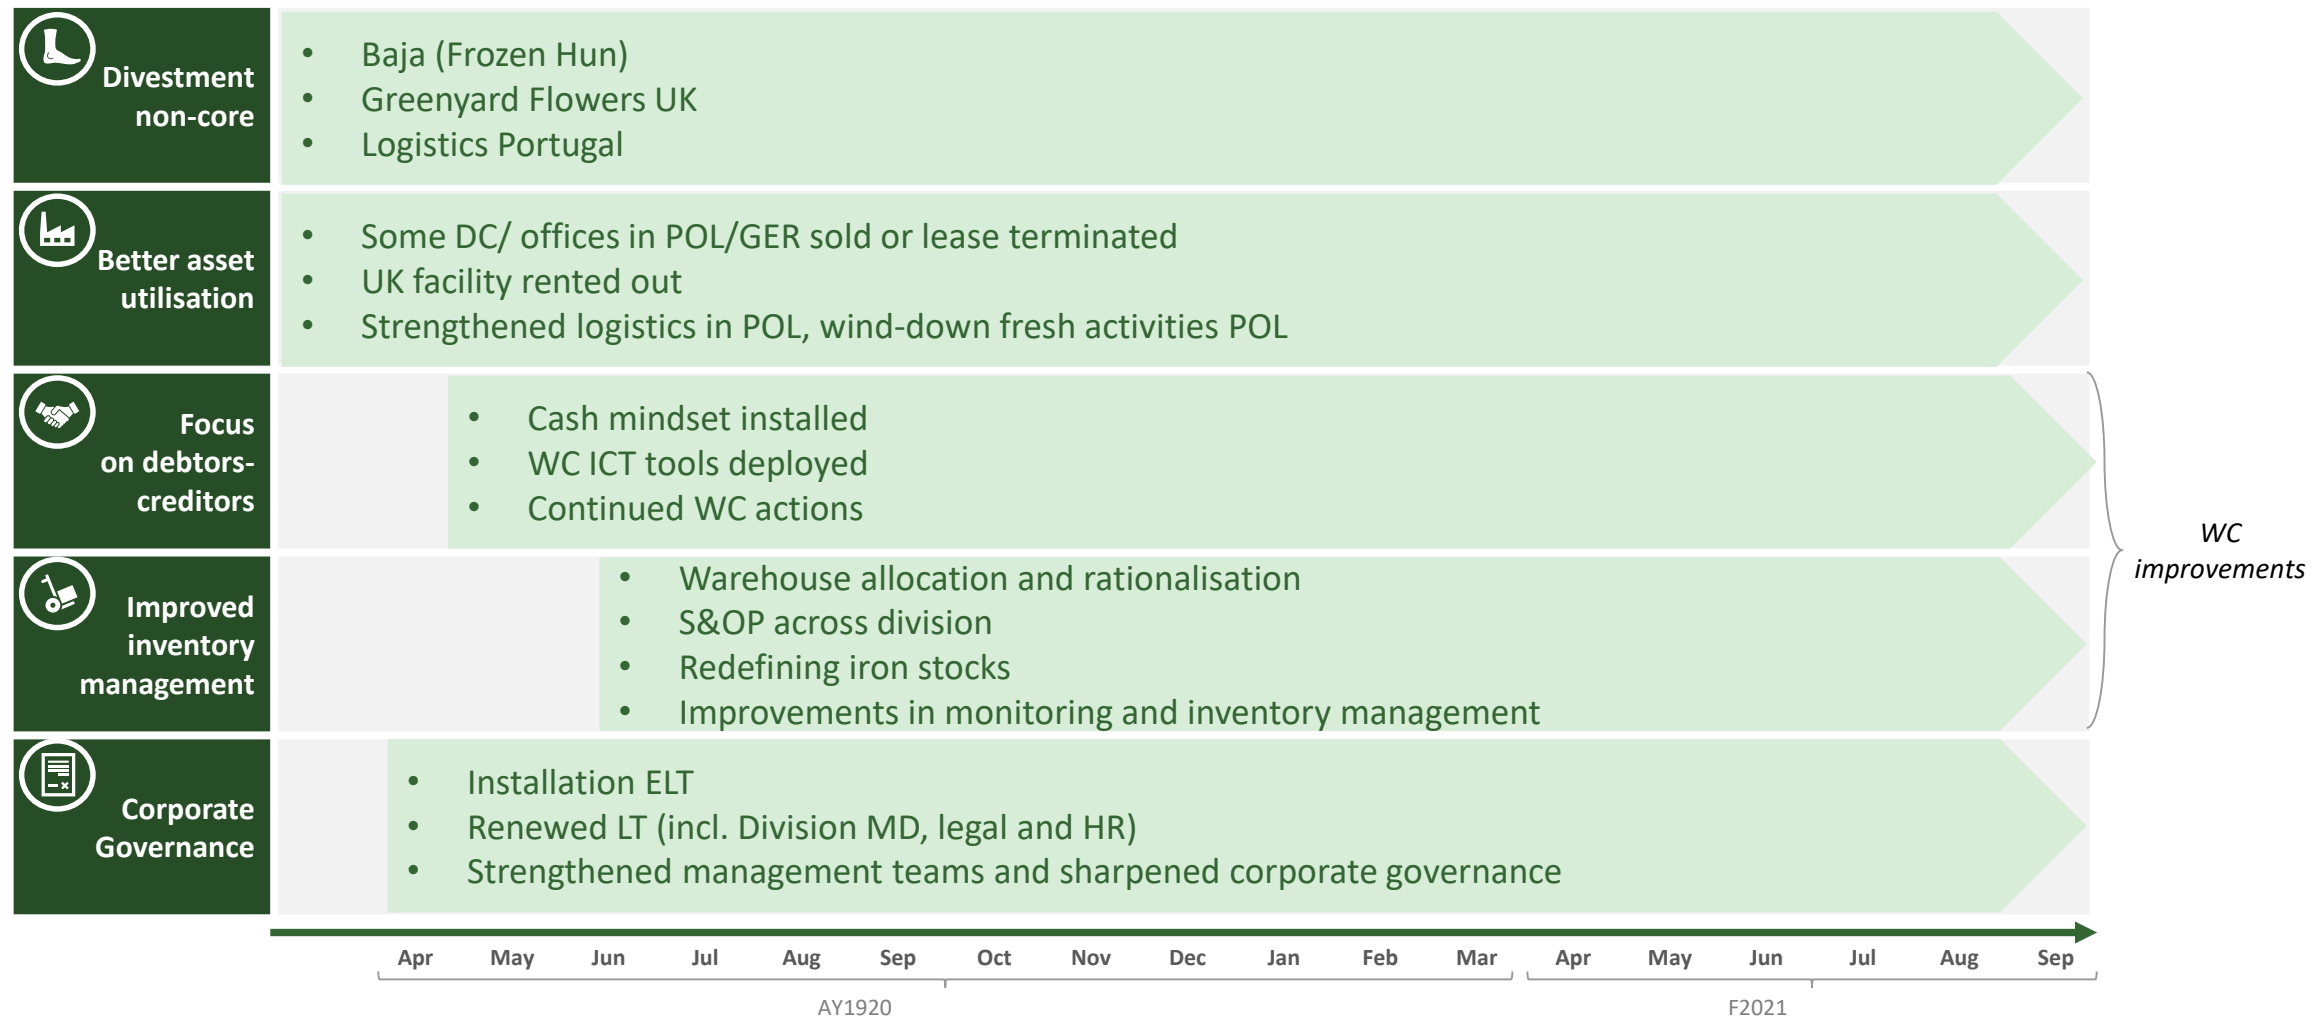 Divestment
non-core
• Baja (Frozen Hun)
• Greenyard Flowers UK
• Logistics Portugal
Better asset
utilisation
• Some DC/ offices in POL/GER sold or lease terminated
• UK facility rented out
• Strengthened logistics in POL, wind-down fresh activities POL
Focus
on debtors-
creditors
• Cash mindset installed
• WC ICT tools deployed
• Continued WC actions
Improved
inventory
management
• Warehouse allocation and rationalisation
• S&OP across division
• Redefining iron stocks
• Improvements in monitoring and inventory management
WC
improvements
Corporate
Governance
• Installation ELT
• Renewed LT (incl. Division MD, legal and HR)
• Strengthened management teams and sharpened corporate governance
Apr May Jun Jul Aug Sep Oct Nov Dec Jan Feb Mar Apr May Jun Jul Aug Sep
AY1920 F2021